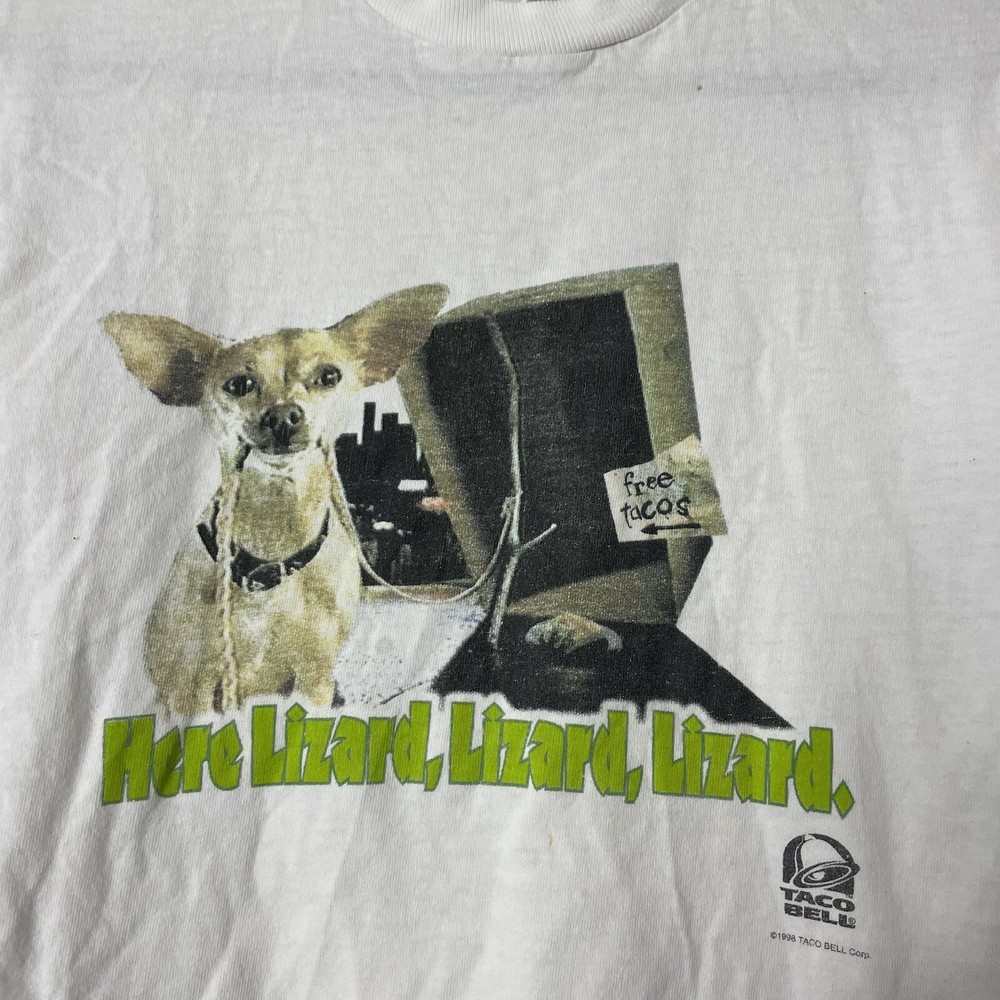 free
tacos
Here Lizard, Lizard, Lizard.
TACO
BELL®
©1998 TACO BELL Corp.